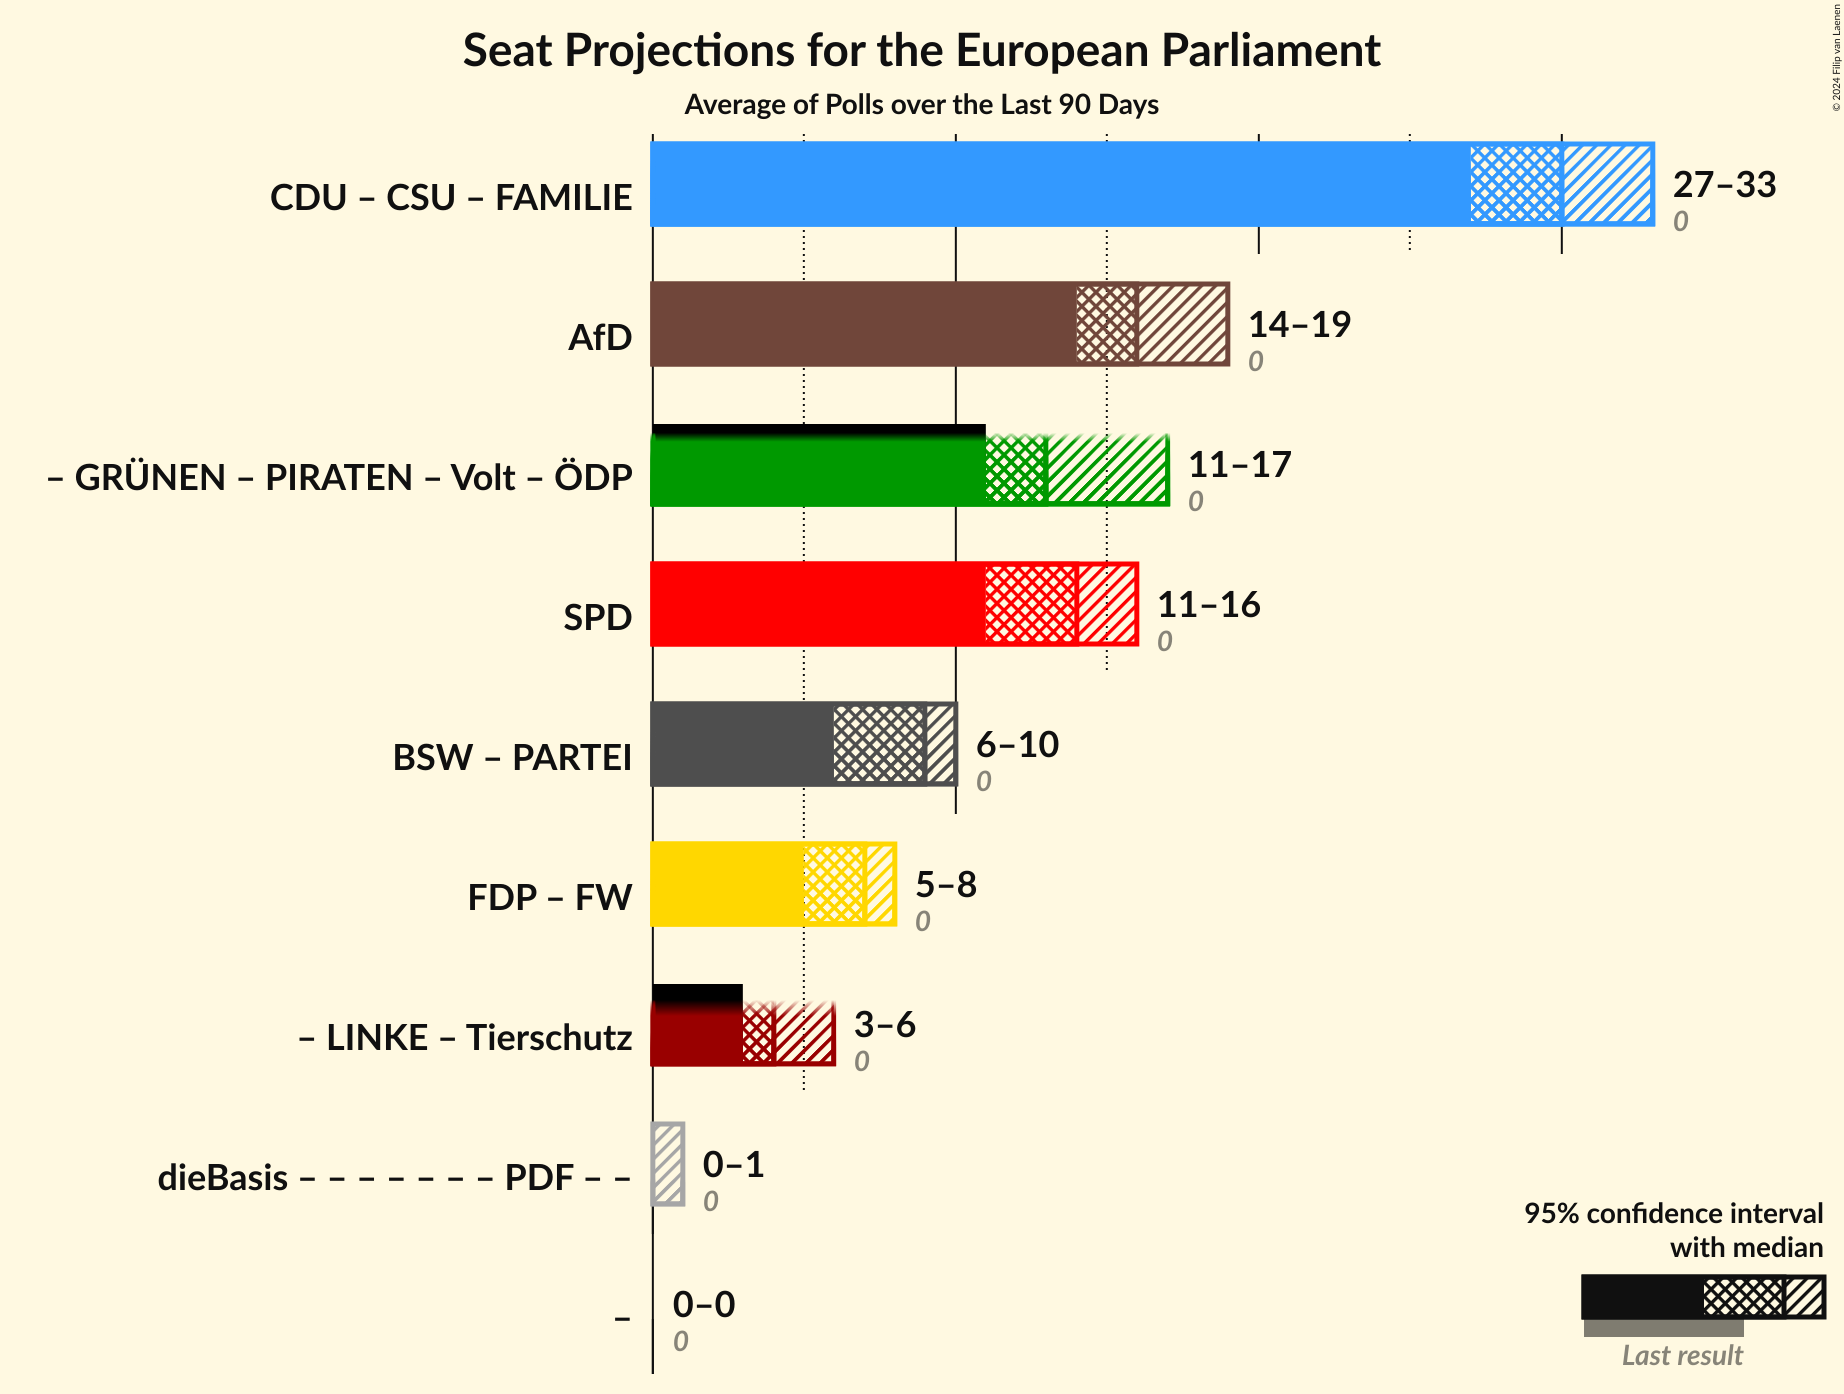 Seat Projections for the European Parliament
Average of Polls over the Last 90 Days
© 2024 Filip van Laenen
CDU – CSU – FAMILIE
27–33
0
AfD
14–19
0
– GRÜNEN – PIRATEN – Volt – ÖDP
11–17
0
SPD
11–16
0
BSW – PARTEI
6–10
0
FDP – FW
5–8
0
– LINKE – Tierschutz
3–6
0
dieBasis – – – – – – – PDF – –
0–1
0
–
0–0
0
95% confidence interval
with median
Last result